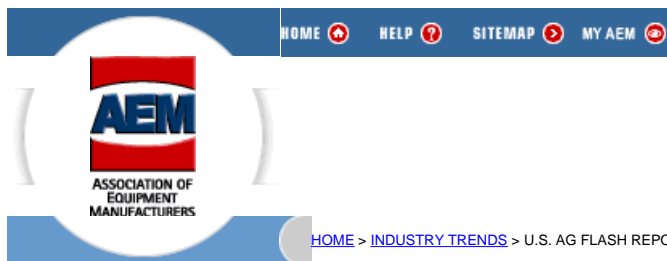 HOME HELP SITEMAP MY AEM
AEM
ASSOCIATION OF
EQUIPMENT
MANUFACTURERS
HOME > INDUSTRY TRENDS > U.S. AG FLASH REPO